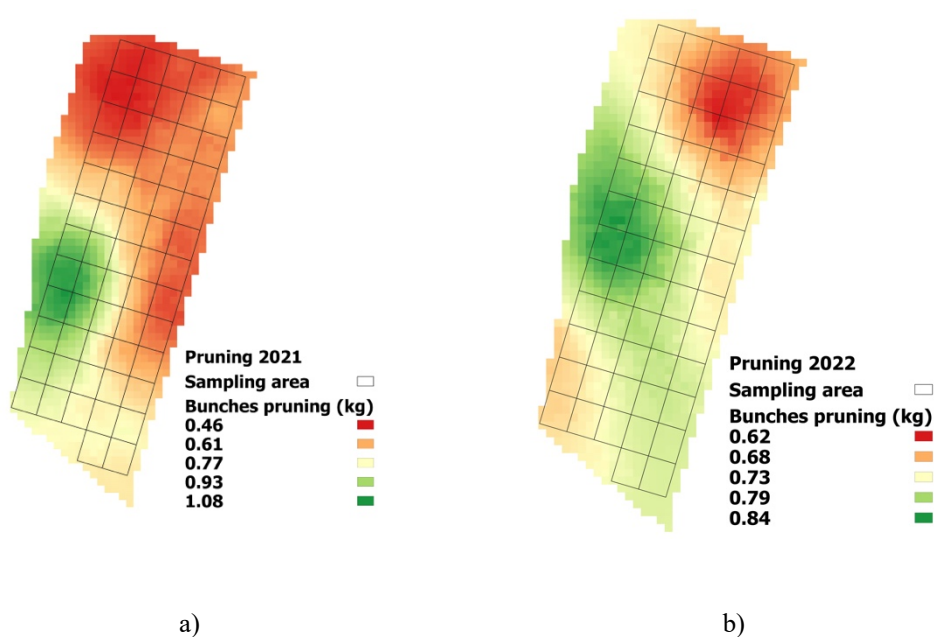 Pruning 2021
Sampling area
Bunches pruning (kg)
0.46
0.61
0.77
0.93
1.08
Pruning 2022
Sampling area
Bunches pruning (kg)
0.62
0.68
0.73
0.79
0.84
a)
b)